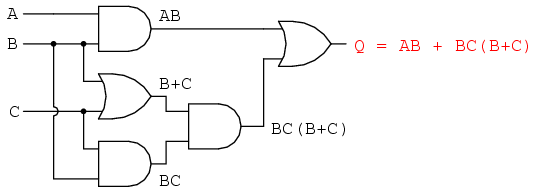 A
AB
B
Q = AB + BC(B+C)
B+C
C
BC(B+C)
BC